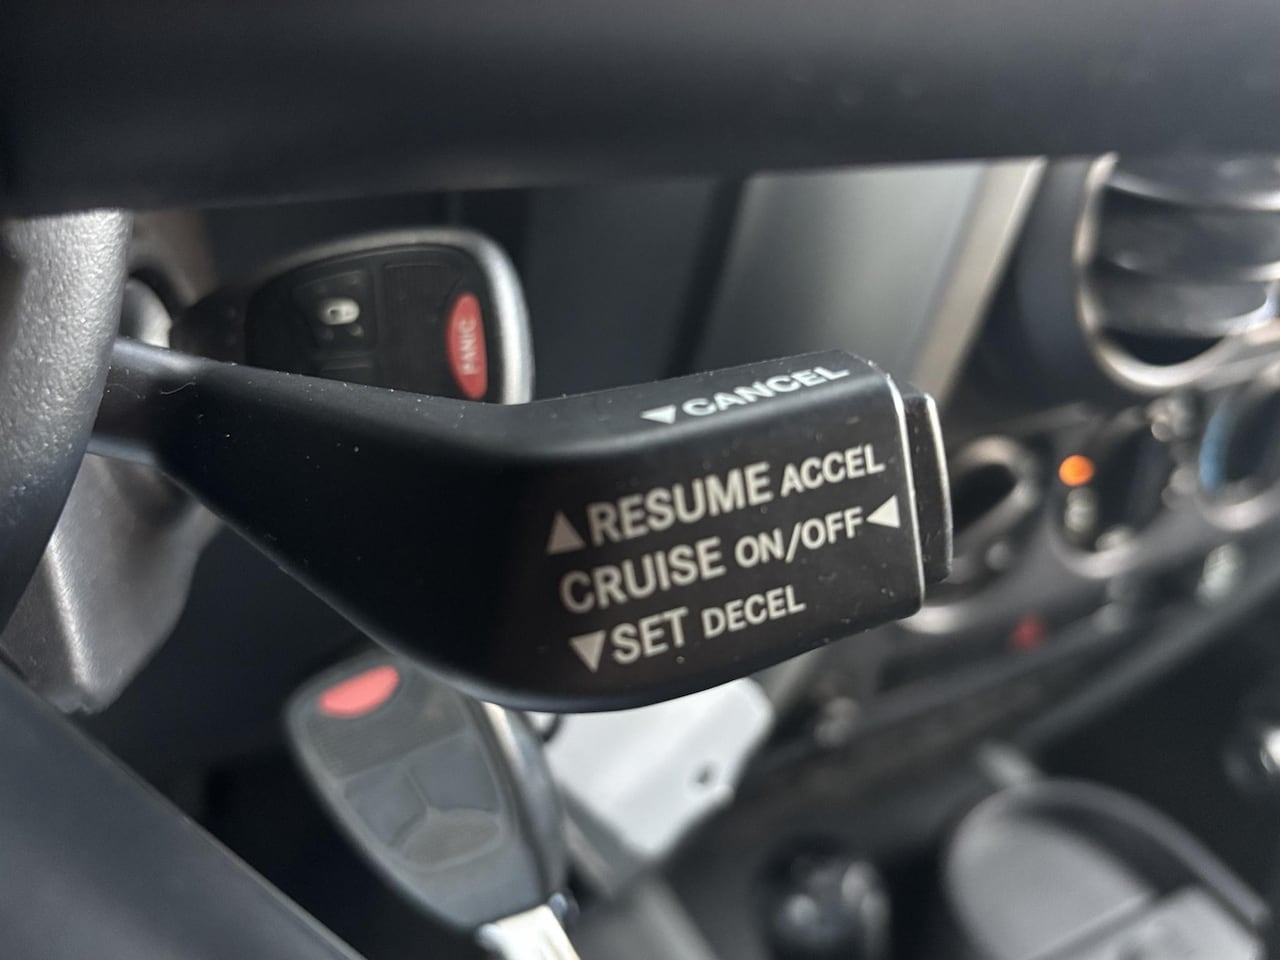 PANIC
▼CANCEL
▲RESUME ACCEL
CRUISE ON/OFF◀
▼SET DECEL